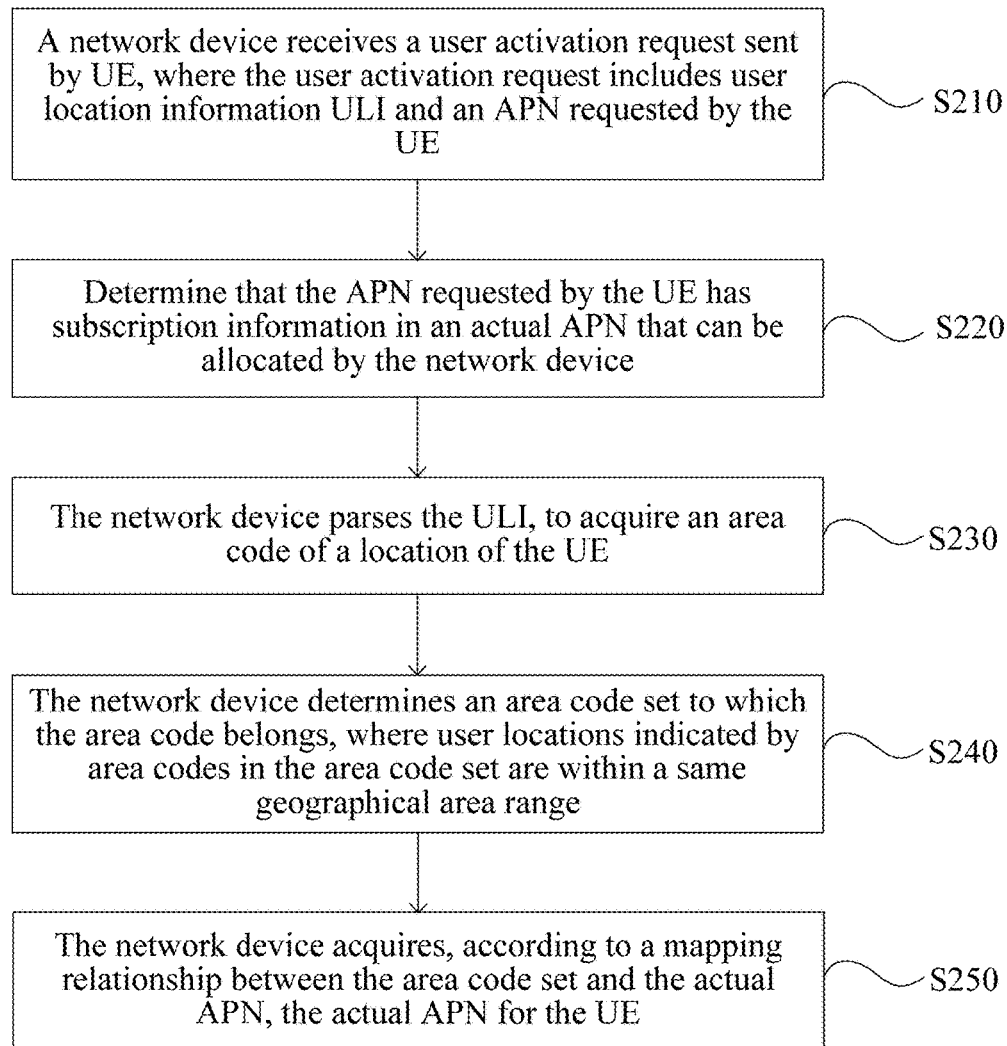 A network device receives a user activation request sent
by UE, where the user activation request includes user
location information ULI and an APN requested by the
UE
S210
Determine that the APN requested by the UE has
subscription information in an actual APN that can be
allocated by the network device
S220
The network device parses the ULI, to acquire an area
code of a location of the UE
S230
The network device determines an area code set to which
the area code belongs, where user locations indicated by
area codes in the area code set are within a same
geographical area range
S240
The network device acquires, according to a mapping
relationship between the area code set and the actual
APN, the actual APN for the UE
S250